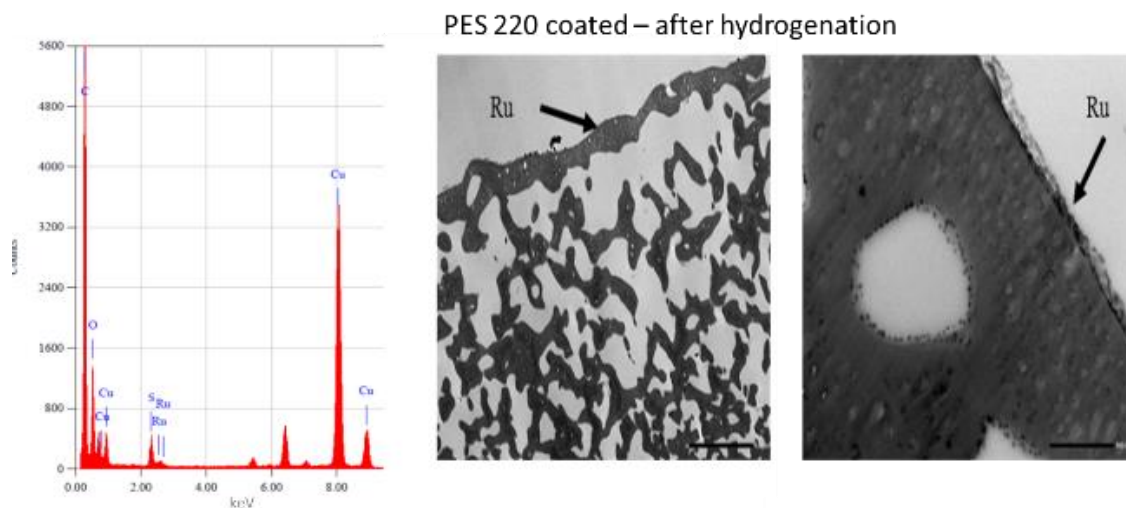 PES 220 coated – after hydrogenation
5600
4800
4000
3200
2400
1600
800
0
Counts
C
O
Cu
Cu
S
Ru
Ru
Cu
Cu
0.00
2.00
4.00
6.00
8.00
keV
Ru
Ru